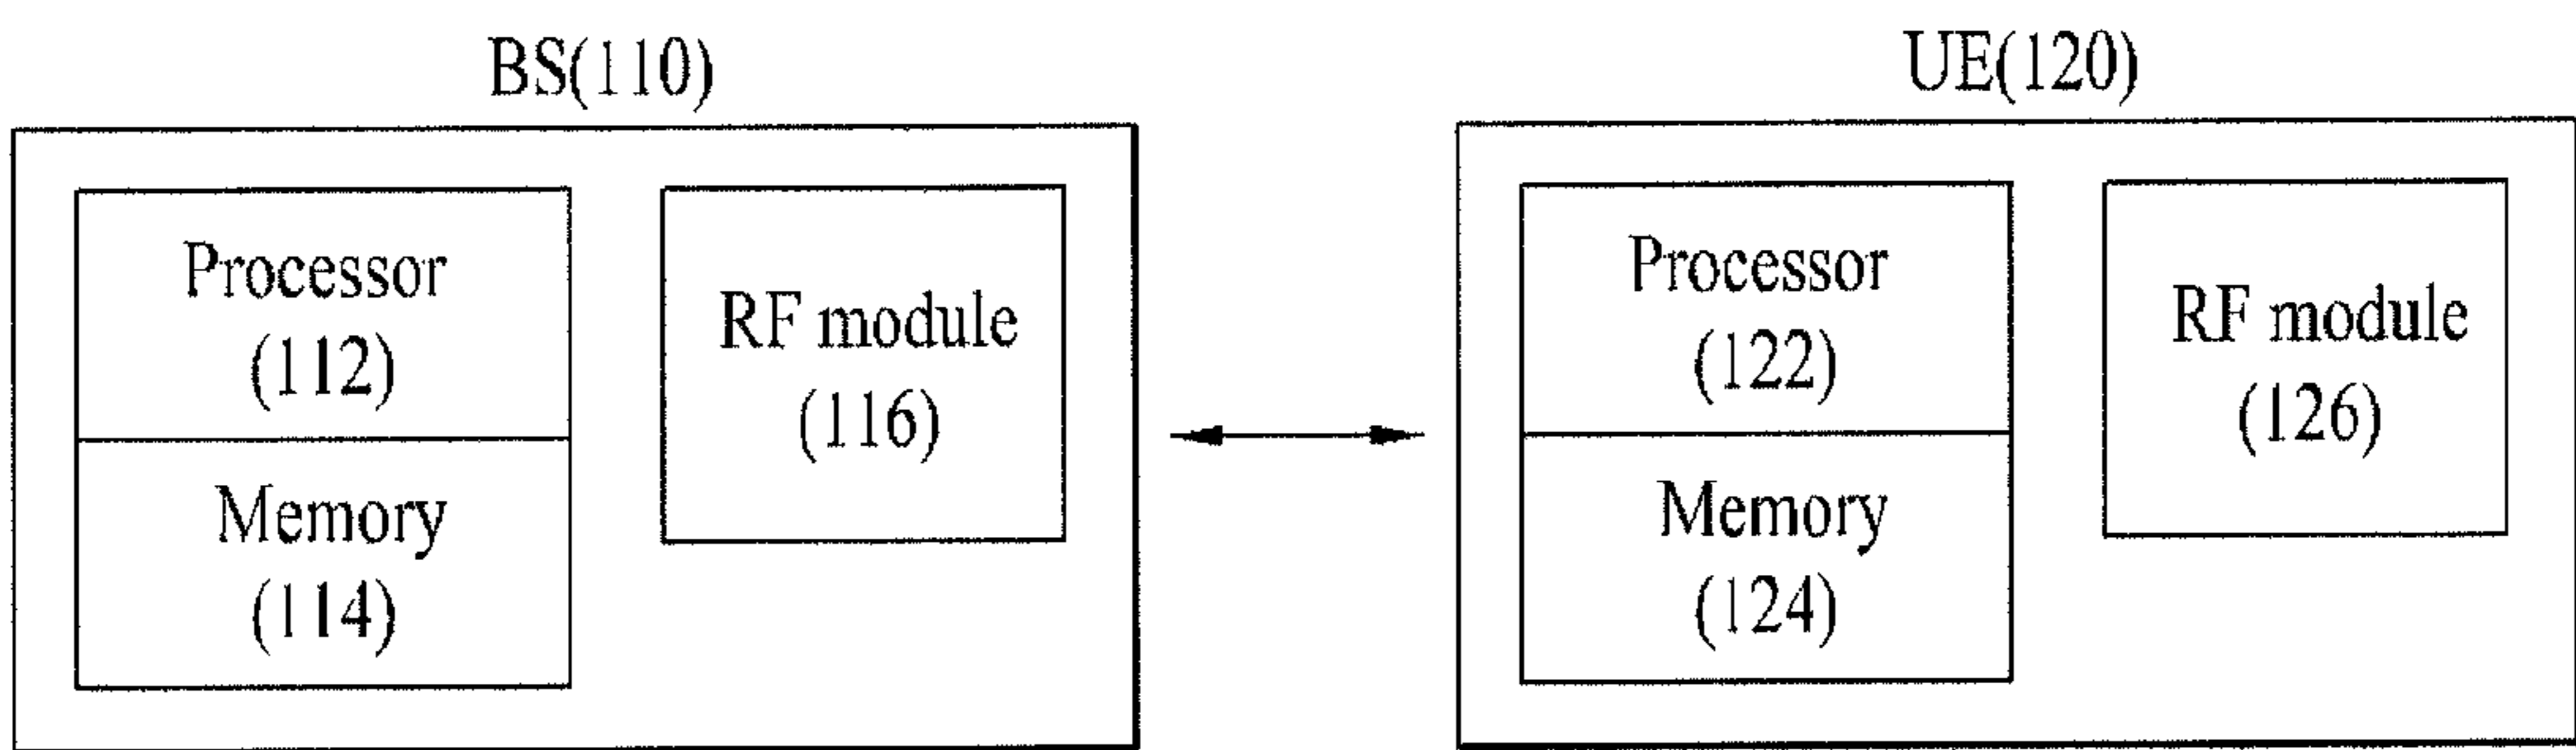 BS(110)
Processor
(112)
Memory
(114)
RF module
(116)
UE(120)
Processor
(122)
Memory
(124)
RF module
(126)